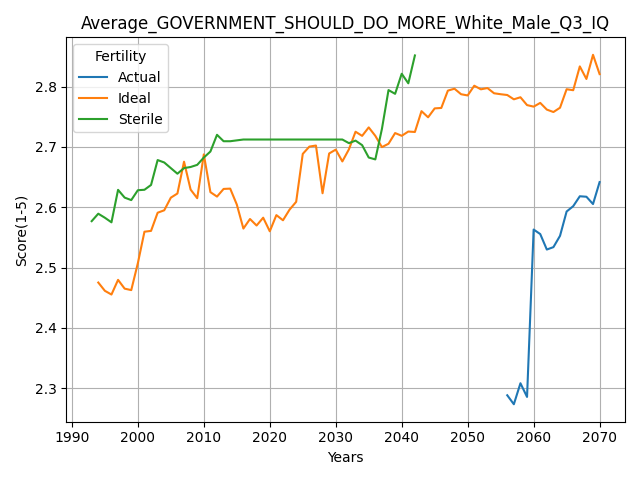 Average_GOVERNMENT_SHOULD_DO_MORE_White_Male_Q3_IQ
Fertility
Actual
Ideal
Sterile
Score(1-5)
2.8
2.7
2.6
2.5
2.4
2.3
1990 2000 2010 2020 2030 2040 2050 2060 2070
Years